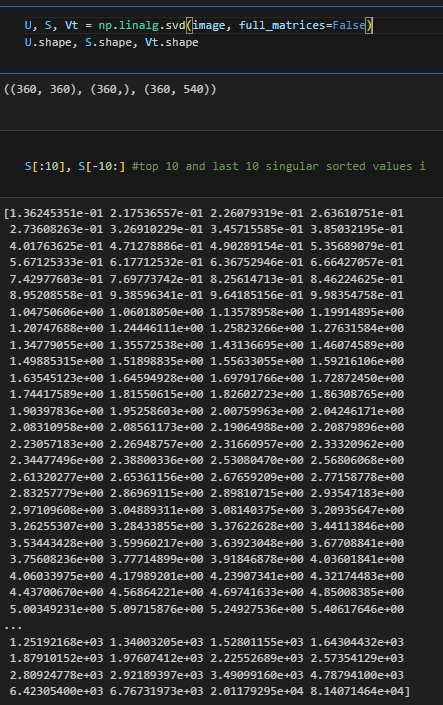 U, S, Vt = np.linalg.svd(image, full_matrices=False)
U.shape, S.shape, Vt.shape
((360, 360), (360,), (360, 540))
S[:10], S[-10:] #top 10 and last 10 singular sorted values i
[1.36245351e-01 2.17536557e-01 2.26079319e-01 2.63610751e-01
2.73608263e-01 3.26910229e-01 3.45715585e-01 3.85032195e-01
4.01763625e-01 4.71278886e-01 4.90289154e-01 5.35689079e-01
5.67125333e-01 6.17712532e-01 6.36752946e-01 6.66427057e-01
7.42977603e-01 7.69773742e-01 8.25614713e-01 8.46224625e-01
8.95208558e-01 9.38596341e-01 9.64185156e-01 9.98354758e-01
1.04750606e+00 1.06018050e+00 1.13578958e+00 1.19914895e+00
1.20747688e+00 1.24446111e+00 1.25823266e+00 1.27631584e+00
1.34779055e+00 1.35572538e+00 1.43136695e+00 1.46074589e+00
1.49885315e+00 1.51898835e+00 1.55633055e+00 1.59216106e+00
1.63545123e+00 1.64594928e+00 1.69791766e+00 1.72872450e+00
1.74417589e+00 1.81550615e+00 1.82602723e+00 1.86308765e+00
1.90397836e+00 1.95258603e+00 2.00759963e+00 2.04246171e+00
2.08310958e+00 2.08561173e+00 2.19064988e+00 2.20879896e+00
2.23057183e+00 2.26948757e+00 2.31660957e+00 2.33320962e+00
2.34477496e+00 2.38800336e+00 2.53080470e+00 2.56806068e+00
2.61320277e+00 2.65361156e+00 2.67659209e+00 2.77158778e+00
2.83257779e+00 2.86969115e+00 2.89810715e+00 2.93547183e+00
2.97109608e+00 3.04889311e+00 3.08140375e+00 3.20935647e+00
3.26255307e+00 3.28433855e+00 3.37622628e+00 3.44113846e+00
3.53443428e+00 3.59960217e+00 3.63923048e+00 3.67708841e+00
3.75608236e+00 3.77714899e+00 3.91846878e+00 4.03601841e+00
4.06033975e+00 4.17989201e+00 4.23907341e+00 4.32174483e+00
4.43700670e+00 4.56864221e+00 4.69741633e+00 4.85008385e+00
5.00349231e+00 5.09715876e+00 5.24927536e+00 5.40617646e+00
...
1.25192168e+03 1.34003205e+03 1.52801155e+03 1.64304432e+03
1.87910152e+03 1.97607412e+03 2.22552689e+03 2.57354129e+03
2.80924778e+03 2.92189397e+03 3.49099160e+03 4.78794100e+03
6.42305400e+03 6.76731973e+03 2.01179295e+04 8.14071464e+04]